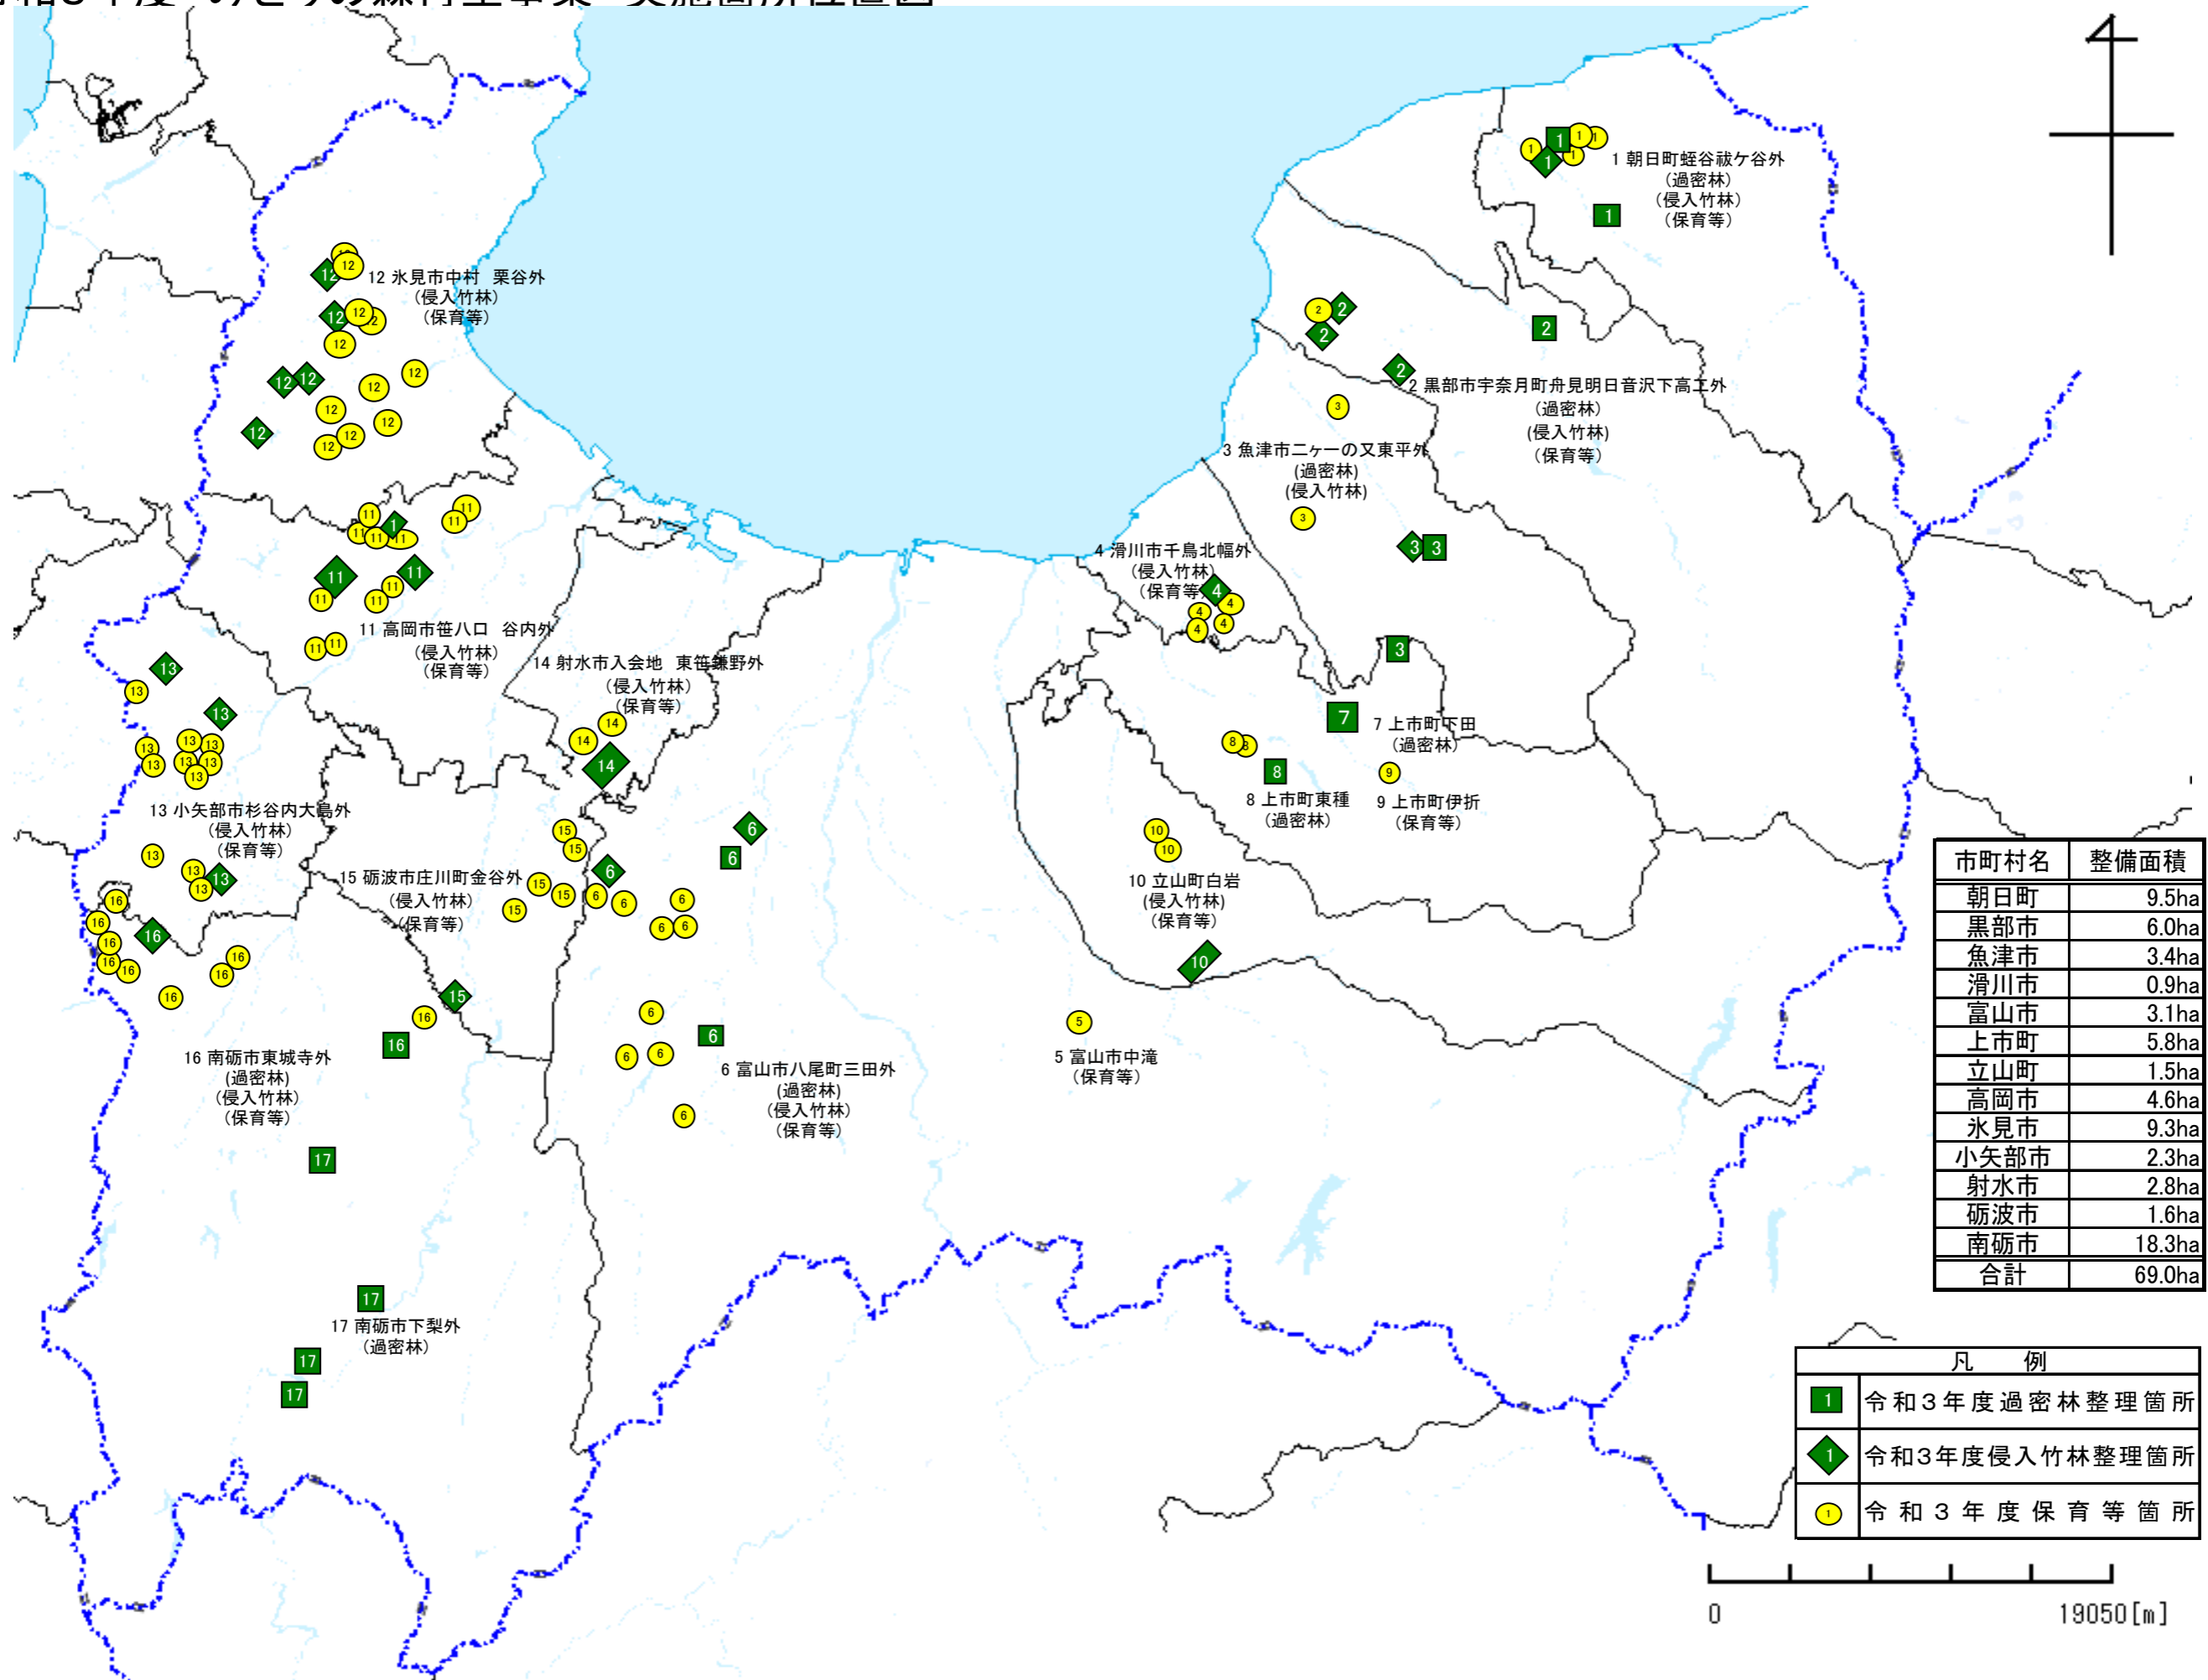 1 朝日町蛭谷祓ケ谷外
（過密林）
（侵入竹林）
（保育等）
12 氷見市中村　栗谷外
（侵入竹林）
（保育等）
2 黒部市宇奈月町舟見明日音沢下高工外
（過密林）
(侵入竹林)
（保育等）
3 魚津市二ヶ一の又東平外
(過密林)
(侵入竹林)
4 滑川市千鳥北幅外
（侵入竹林）
（保育等）
11 高岡市笹八口　谷内外
（侵入竹林）
（保育等）
14 射水市入会地　東笹鎌野外
（侵入竹林）
（保育等）
7 上市町下田
（過密林）
8 上市町東種
（過密林）
9 上市町伊折
（保育等）
13 小矢部市杉谷内大島外
（侵入竹林）
（保育等）
15 砺波市庄川町金谷外
（侵入竹林）
（保育等）
10 立山町白岩
(侵入竹林)
（保育等）
16 南砺市東城寺外
(過密林)
（侵入竹林）
（保育等）
6 富山市八尾町三田外
(過密林)
（侵入竹林）
（保育等）
5 富山市中滝
（保育等）
17 南砺市下梨外
（過密林）
市町村名 整備面積
朝日町 9.5ha
黒部市 6.0ha
魚津市 3.4ha
滑川市 0.9ha
富山市 3.1ha
上市町 5.8ha
立山町 1.5ha
高岡市 4.6ha
氷見市 9.3ha
小矢部市 2.3ha
射水市 2.8ha
砺波市 1.6ha
南砺市 18.3ha
合計 69.0ha
凡　例
1 令和３年度過密林整理箇所
1 令和3年度侵入竹林整理箇所
1 令和３年度保育等箇所
0 19050[m]